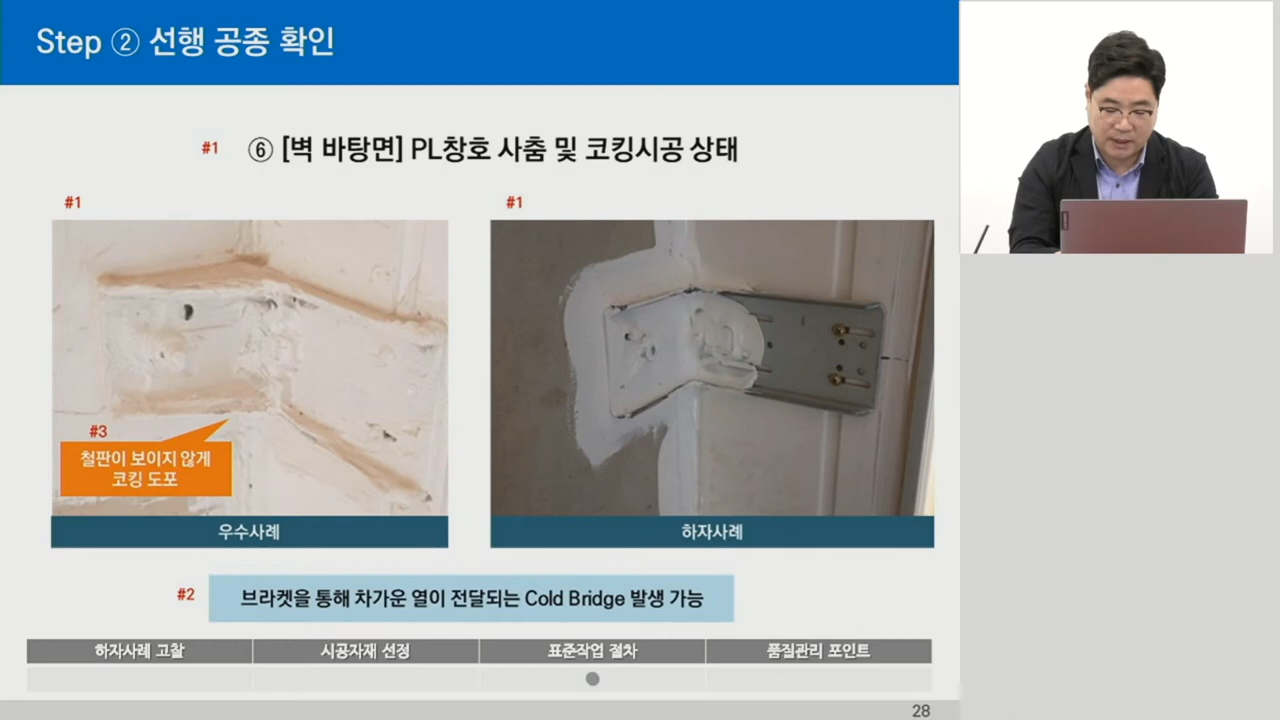 Step ② 선행 공종 확인
#1 ⑥ [벽 바탕면] PL창호 사춤 및 코킹시공 상태
#1
#1
#3
철판이 보이지 않게
코킹 도포
우수사례
하자사례
#2 브라켓을 통해 차가운 열이 전달되는 Cold Bridge 발생 가능
하자사례 고찰
시공자재 선정
표준작업 절차
품질관리 포인트
28